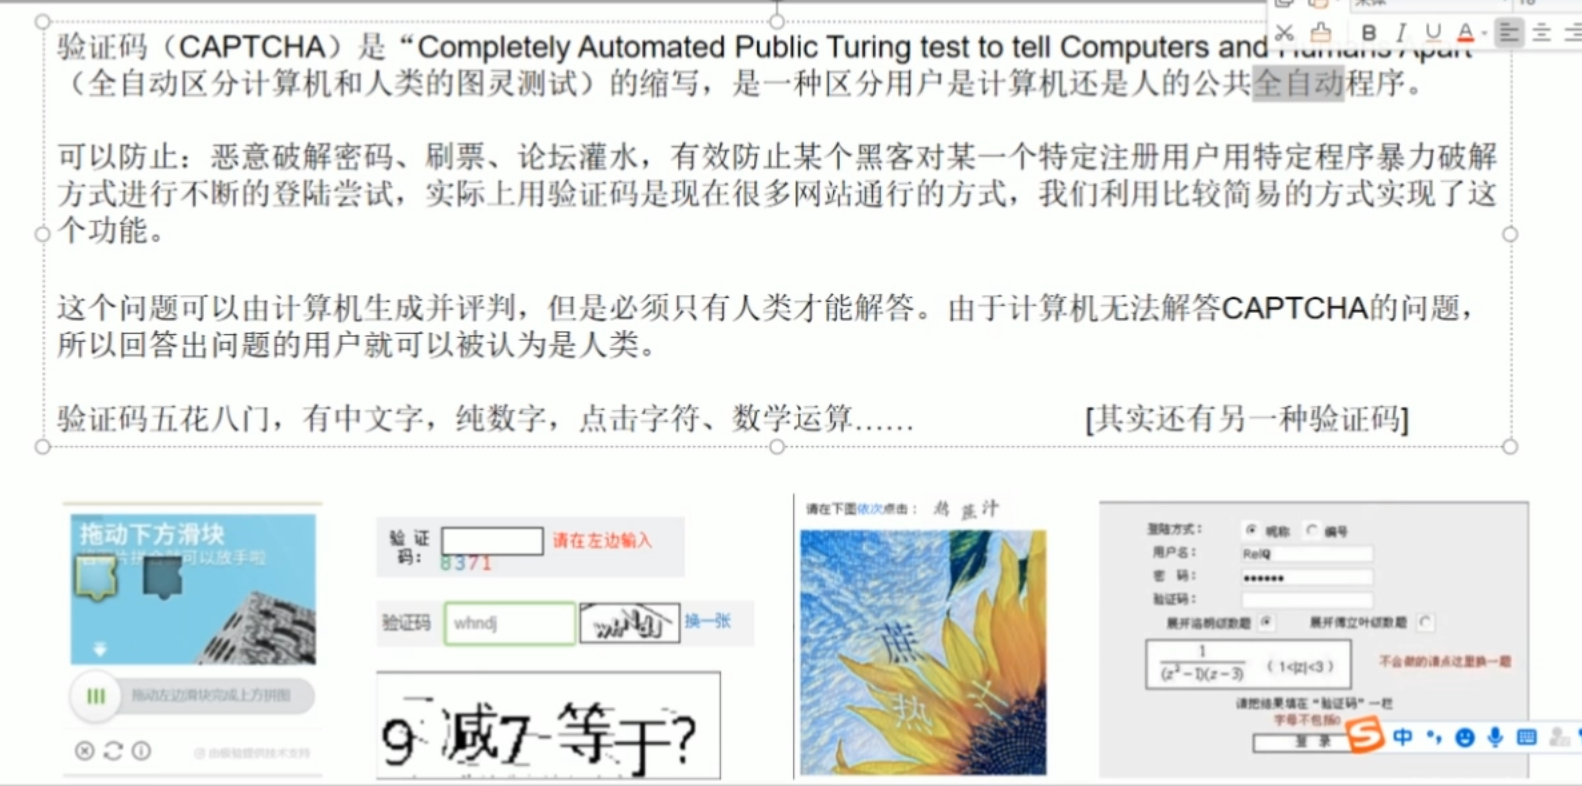 验证码（CAPTCHA）是“Completely Automated Public Turing test to tell Computers and Humans Apart
（全自动区分计算机和人类的图灵测试）的缩写，是一种区分用户是计算机还是人的公共全自动程序。
可以防止：恶意破解密码、刷票、论坛灌水，有效防止某个黑客对某一个特定注册用户用特定程序暴力破解
方式进行不断的登陆尝试，实际上用验证码是现在很多网站通行的方式，我们利用比较简易的方式实现了这
个功能。
这个问题可以由计算机生成并评判，但是必须只有人类才能解答。由于计算机无法解答CAPTCHA的问题，
所以回答出问题的用户就可以被认为是人类。
验证码五花八门，有中文字，纯数字，点击字符、数学运算…… [其实还有另一种验证码]
拖动下方滑块
可以放手啦
拖动左边滑块完成上方拼图
由极验提供技术支持
验 证
码：
请在左边输入
8371
验证码 whndj whNdj 换一张
9 减7 等于?
请在下图依次点击： 热 蔗 汁
蔗
热 汁
登陆方式： 昵称 编号
用户名： RelQ
密 码： ••••••
验证码：
展开洛朗级数题 展开傅立叶级数题
1
(z²−1)(z−3) （ 1<|z|<3 ）
不会做的请点这里换一题
请把结果填在“验证码”一栏
字母不包括
登 录
B I U A
中